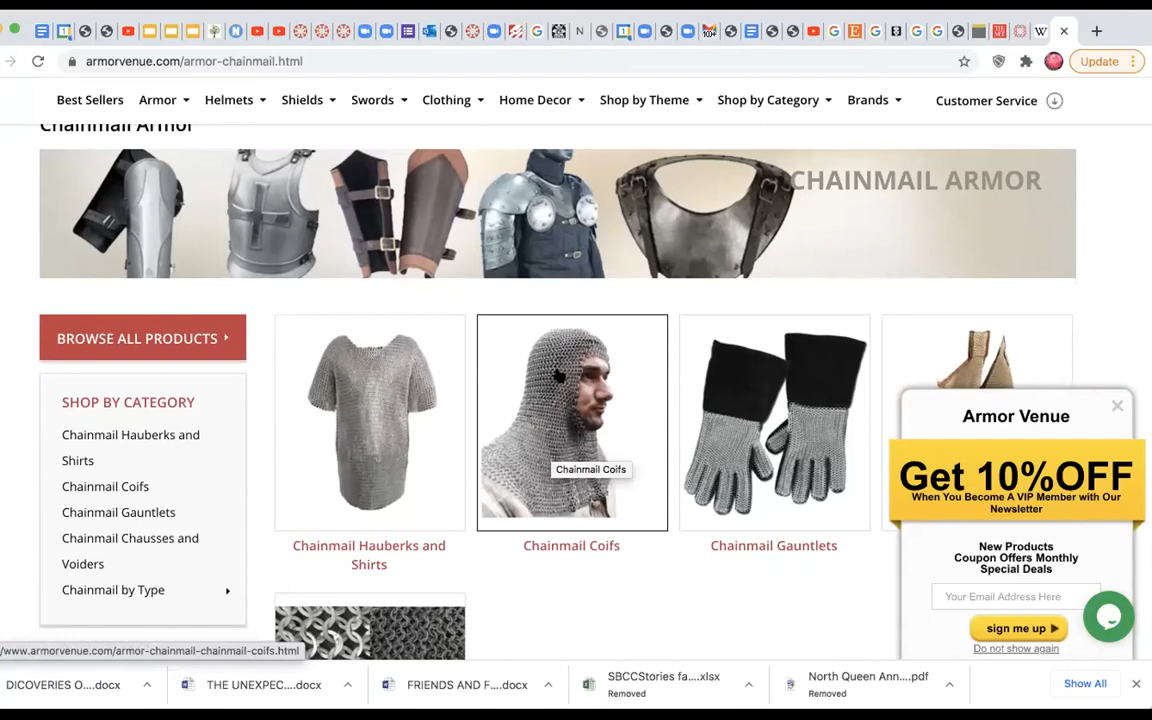 armorvenue.com/armor-chainmail.html
Update
Best Sellers Armor Helmets Shields Swords Clothing Home Decor Shop by Theme Shop by Category Brands Customer Service
Chainmail Armor
CHAINMAIL ARMOR
BROWSE ALL PRODUCTS
SHOP BY CATEGORY
Chainmail Hauberks and
Shirts
Chainmail Coifs
Chainmail Gauntlets
Chainmail Chausses and
Voiders
Chainmail by Type
Chainmail Coifs
Chainmail Hauberks and
Shirts
Chainmail Coifs
Chainmail Gauntlets
Armor Venue
Get 10%OFF
When You Become A VIP Member with Our
Newsletter
New Products
Coupon Offers Monthly
Special Deals
Your Email Address Here
sign me up
Do not show again
/www.armorvenue.com/armor-chainmail-chainmail-coifs.html
DICOVERIES O....docx
THE UNEXPEC....docx
FRIENDS AND F....docx
SBCCStories fa....xlsx
Removed
North Queen Ann....pdf
Removed
Show All